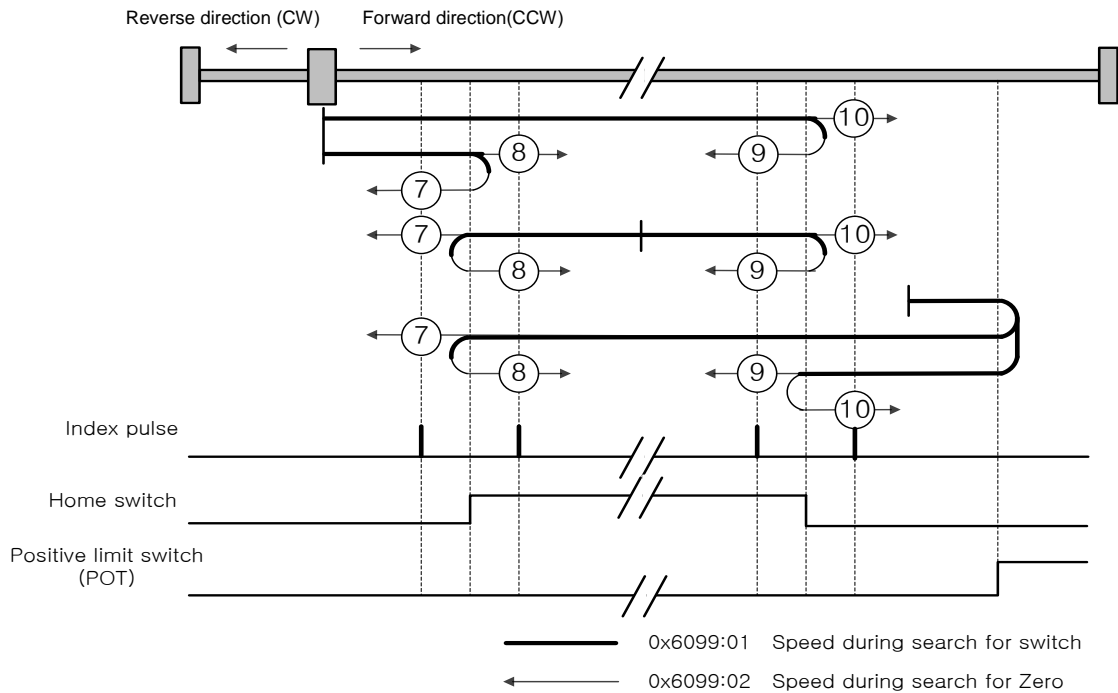 Reverse direction (CW) Forward direction(CCW)
10
8 9
7
7 10
8 9
7
8 9
10
Index pulse
Home switch
Positive limit switch
(POT)
0x6099:01 Speed during search for switch
0x6099:02 Speed during search for Zero